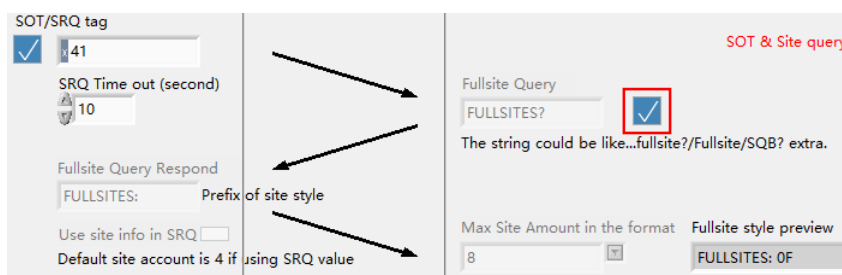 SOT/SRQ tag
x 41
SRQ Time out (second)
10
Fullsite Query Respond
FULLSITES:
Prefix of site style
Use site info in SRQ
Default site account is 4 if using SRQ value
SOT & Site query
Fullsite Query
FULLSITES?
The string could be like...fullsite?/Fullsite/SQB? extra.
Max Site Amount in the format
8
Fullsite style preview
FULLSITES: 0F